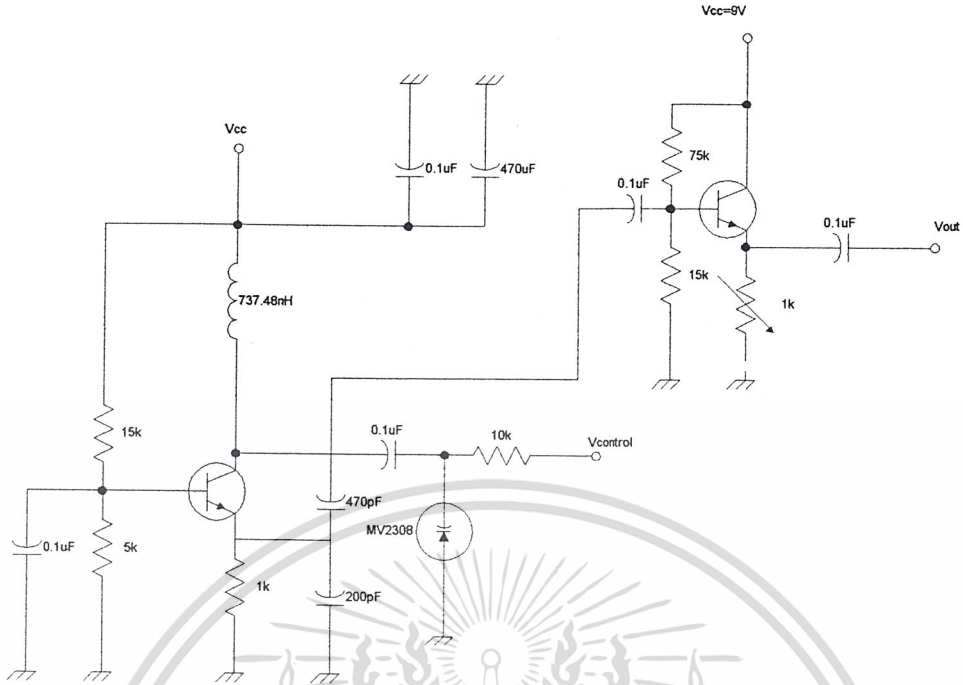 Vcc=9V
Vcc
0.1uF
470uF
75k
0.1uF
0.1uF
Vout
15k
1k
737.48nH
15k
0.1uF
10k
Vcontrol
470pF
MV2308
0.1uF
5k
1k
200pF